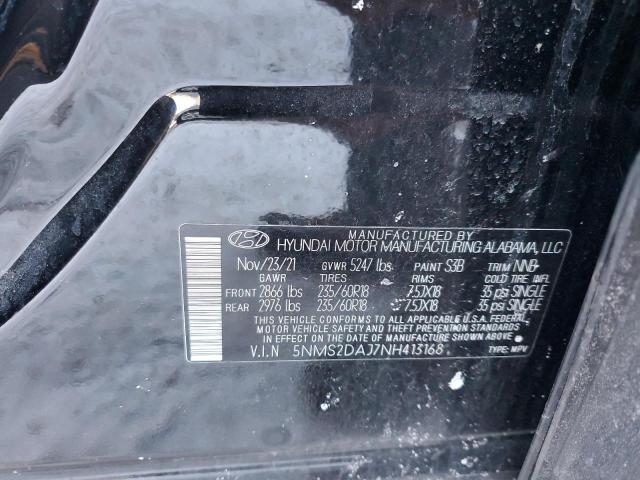 MANUFACTURED BY
HYUNDAI MOTOR MANUFACTURING ALABAMA, LLC
Nov/23/21 GVWR 5247 lbs PAINT S3B TRIM NNB
GAWR TIRES RIMS COLD TIRE INFL.
FRONT 2866 lbs 235/60R18 7.5JX18 35 psi SINGLE
REAR 2976 lbs 235/60R18 7.5JX18 35 psi SINGLE
THIS VEHICLE CONFORMS TO ALL APPLICABLE U.S.A. FEDERAL
MOTOR VEHICLE SAFETY AND THEFT PREVENTION STANDARDS
IN EFFECT ON THE DATE OF MANUFACTURE SHOWN ABOVE.
V.I.N 5NMS2DAJ7NH413168 TYPE: MPV